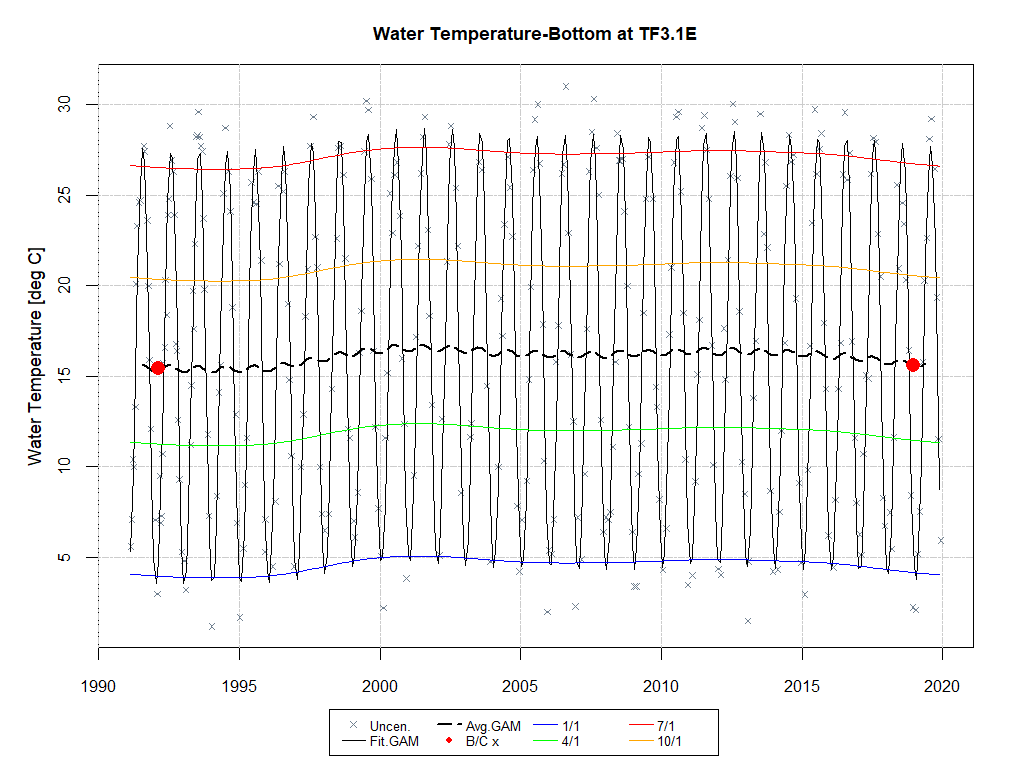 Water Temperature-Bottom at TF3.1E
Water Temperature [deg C]
30
25
20
15
10
5
1990 1995 2000 2005 2010 2015 2020
Uncen. Avg.GAM 1/1 7/1
Fit.GAM B/C x 4/1 10/1